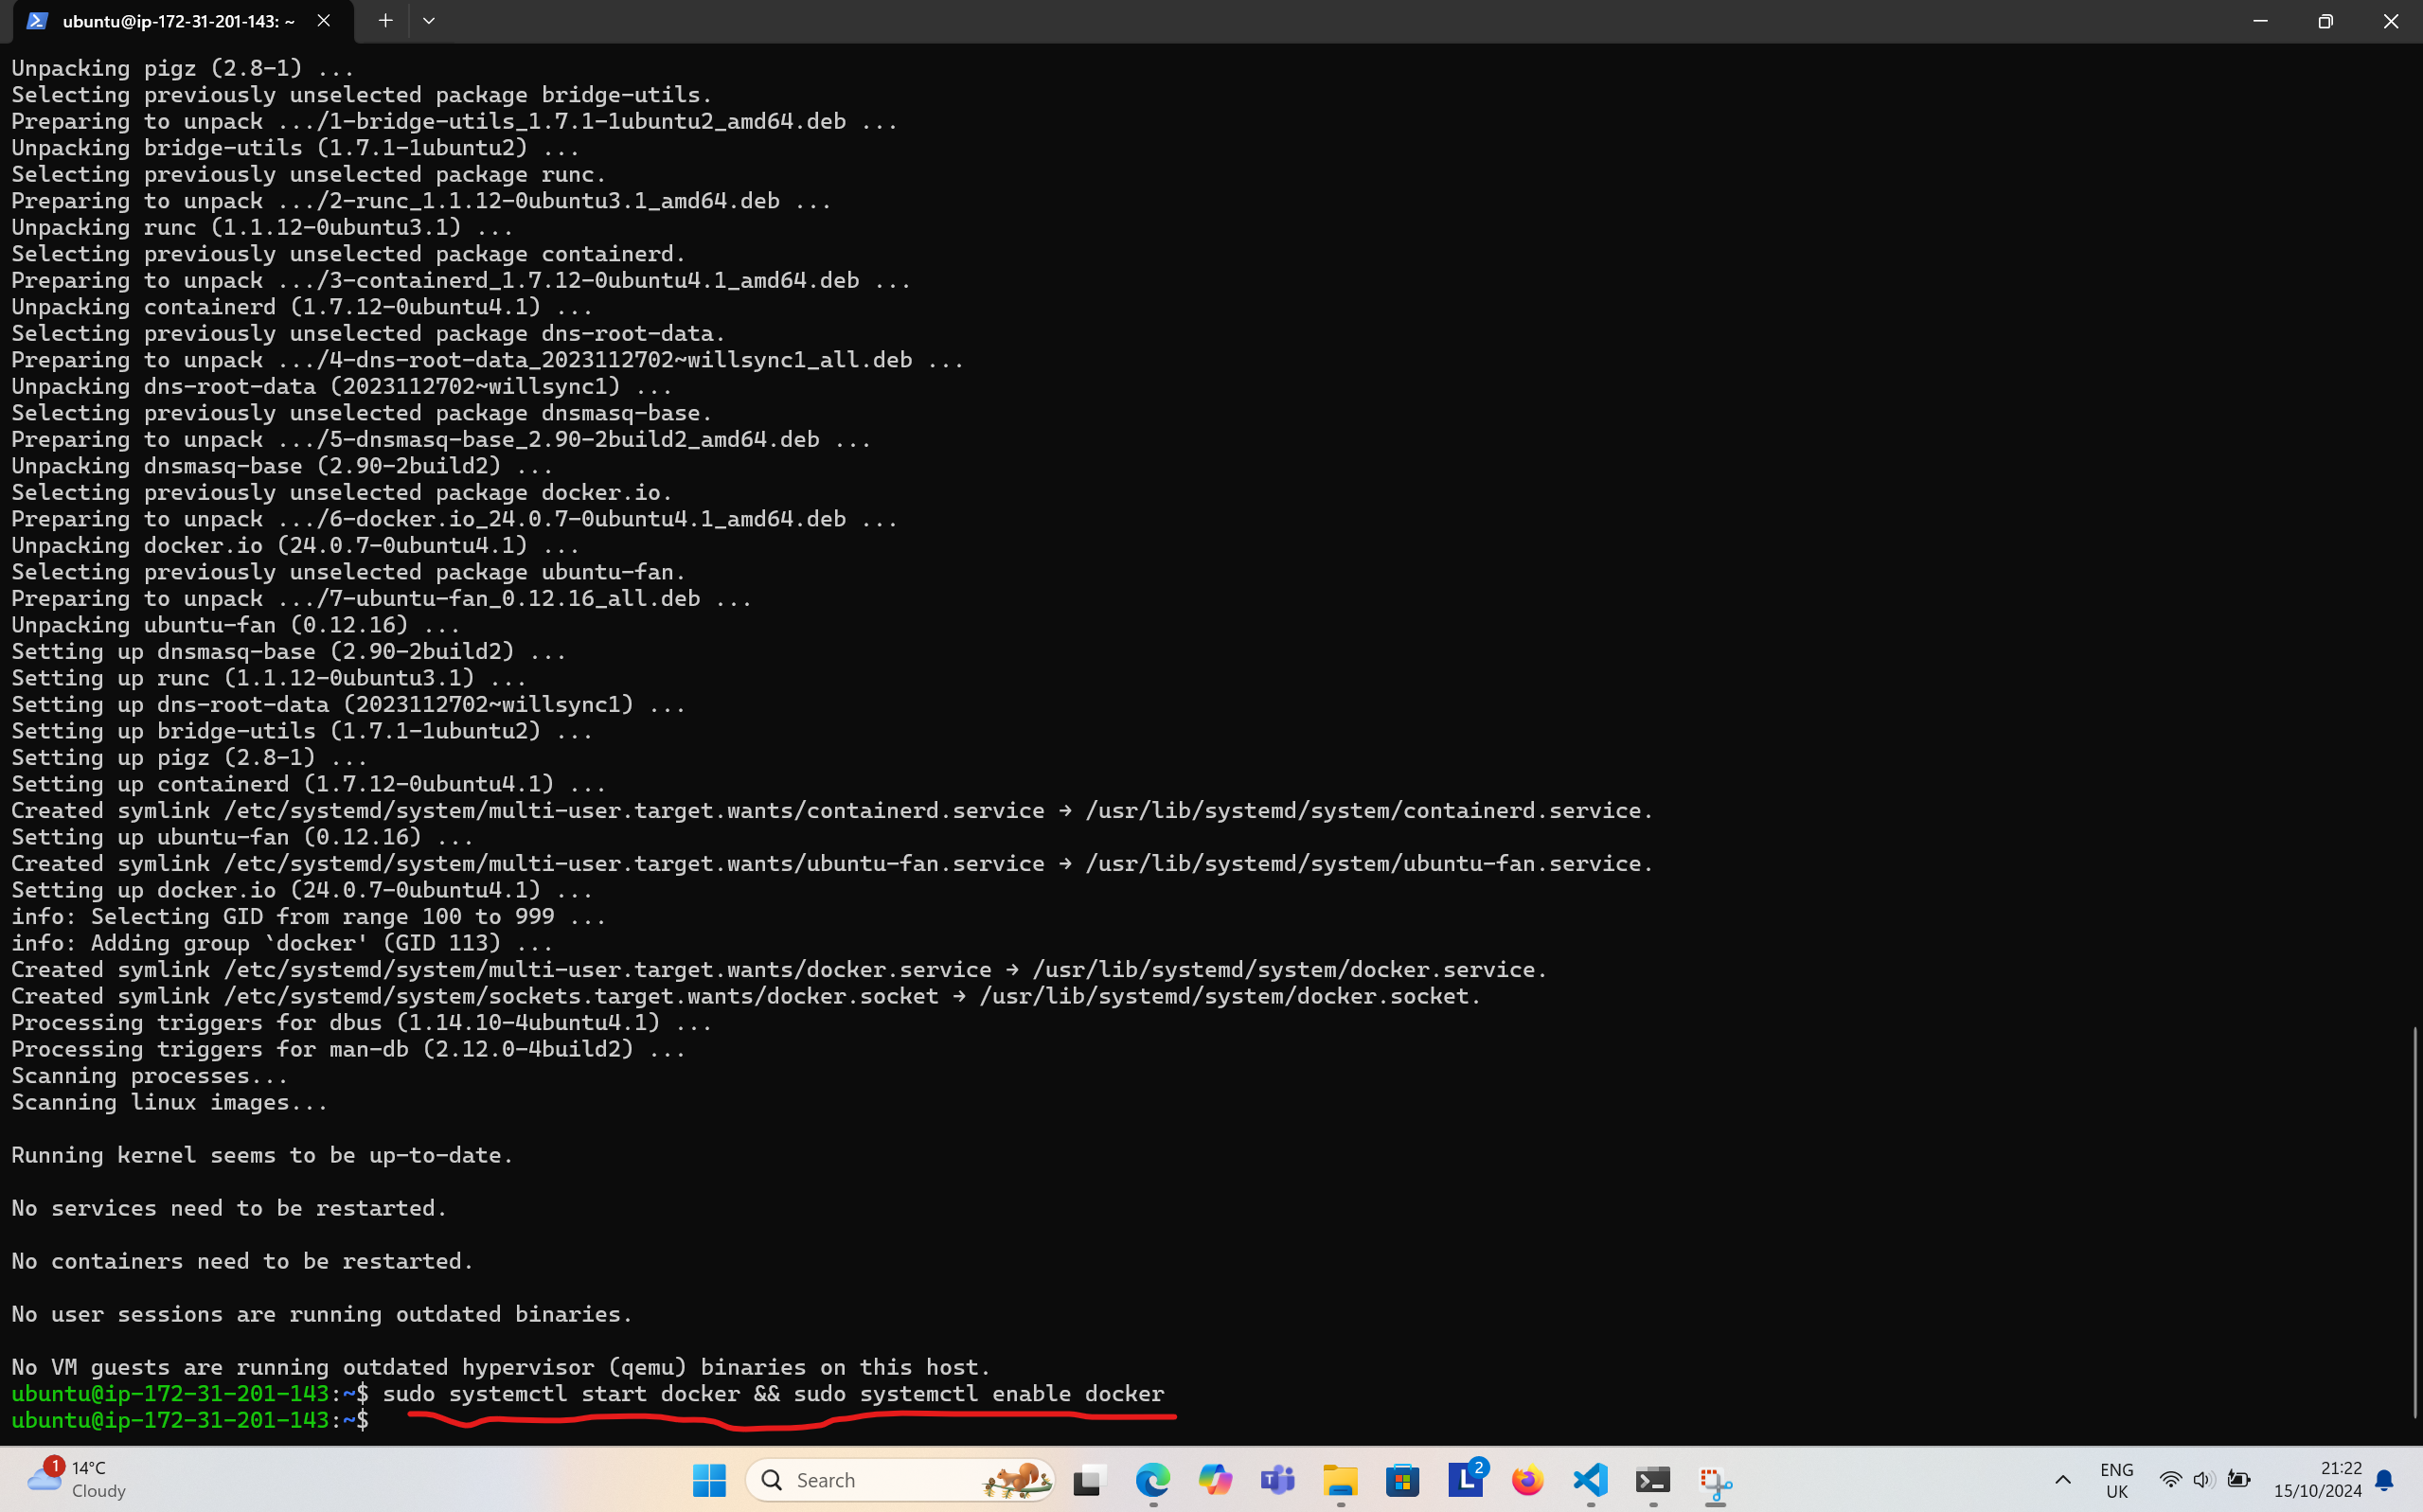 ubuntu@ip-172-31-201-143: ~
Unpacking pigz (2.8-1) ...
Selecting previously unselected package bridge-utils.
Preparing to unpack .../1-bridge-utils_1.7.1-1ubuntu2_amd64.deb ...
Unpacking bridge-utils (1.7.1-1ubuntu2) ...
Selecting previously unselected package runc.
Preparing to unpack .../2-runc_1.1.12-0ubuntu3.1_amd64.deb ...
Unpacking runc (1.1.12-0ubuntu3.1) ...
Selecting previously unselected package containerd.
Preparing to unpack .../3-containerd_1.7.12-0ubuntu4.1_amd64.deb ...
Unpacking containerd (1.7.12-0ubuntu4.1) ...
Selecting previously unselected package dns-root-data.
Preparing to unpack .../4-dns-root-data_2023112702~willsync1_all.deb ...
Unpacking dns-root-data (2023112702~willsync1) ...
Selecting previously unselected package dnsmasq-base.
Preparing to unpack .../5-dnsmasq-base_2.90-2build2_amd64.deb ...
Unpacking dnsmasq-base (2.90-2build2) ...
Selecting previously unselected package docker.io.
Preparing to unpack .../6-docker.io_24.0.7-0ubuntu4.1_amd64.deb ...
Unpacking docker.io (24.0.7-0ubuntu4.1) ...
Selecting previously unselected package ubuntu-fan.
Preparing to unpack .../7-ubuntu-fan_0.12.16_all.deb ...
Unpacking ubuntu-fan (0.12.16) ...
Setting up dnsmasq-base (2.90-2build2) ...
Setting up runc (1.1.12-0ubuntu3.1) ...
Setting up dns-root-data (2023112702~willsync1) ...
Setting up bridge-utils (1.7.1-1ubuntu2) ...
Setting up pigz (2.8-1) ...
Setting up containerd (1.7.12-0ubuntu4.1) ...
Created symlink /etc/systemd/system/multi-user.target.wants/containerd.service → /usr/lib/systemd/system/containerd.service.
Setting up ubuntu-fan (0.12.16) ...
Created symlink /etc/systemd/system/multi-user.target.wants/ubuntu-fan.service → /usr/lib/systemd/system/ubuntu-fan.service.
Setting up docker.io (24.0.7-0ubuntu4.1) ...
info: Selecting GID from range 100 to 999 ...
info: Adding group `docker' (GID 113) ...
Created symlink /etc/systemd/system/multi-user.target.wants/docker.service → /usr/lib/systemd/system/docker.service.
Created symlink /etc/systemd/system/sockets.target.wants/docker.socket → /usr/lib/systemd/system/docker.socket.
Processing triggers for dbus (1.14.10-4ubuntu4.1) ...
Processing triggers for man-db (2.12.0-4build2) ...
Scanning processes...
Scanning linux images...
Running kernel seems to be up-to-date.
No services need to be restarted.
No containers need to be restarted.
No user sessions are running outdated binaries.
No VM guests are running outdated hypervisor (qemu) binaries on this host.
ubuntu@ip-172-31-201-143:~$ sudo systemctl start docker && sudo systemctl enable docker
ubuntu@ip-172-31-201-143:~$
1
14°C
Cloudy
Search
L 2
ENG
UK
21:22
15/10/2024